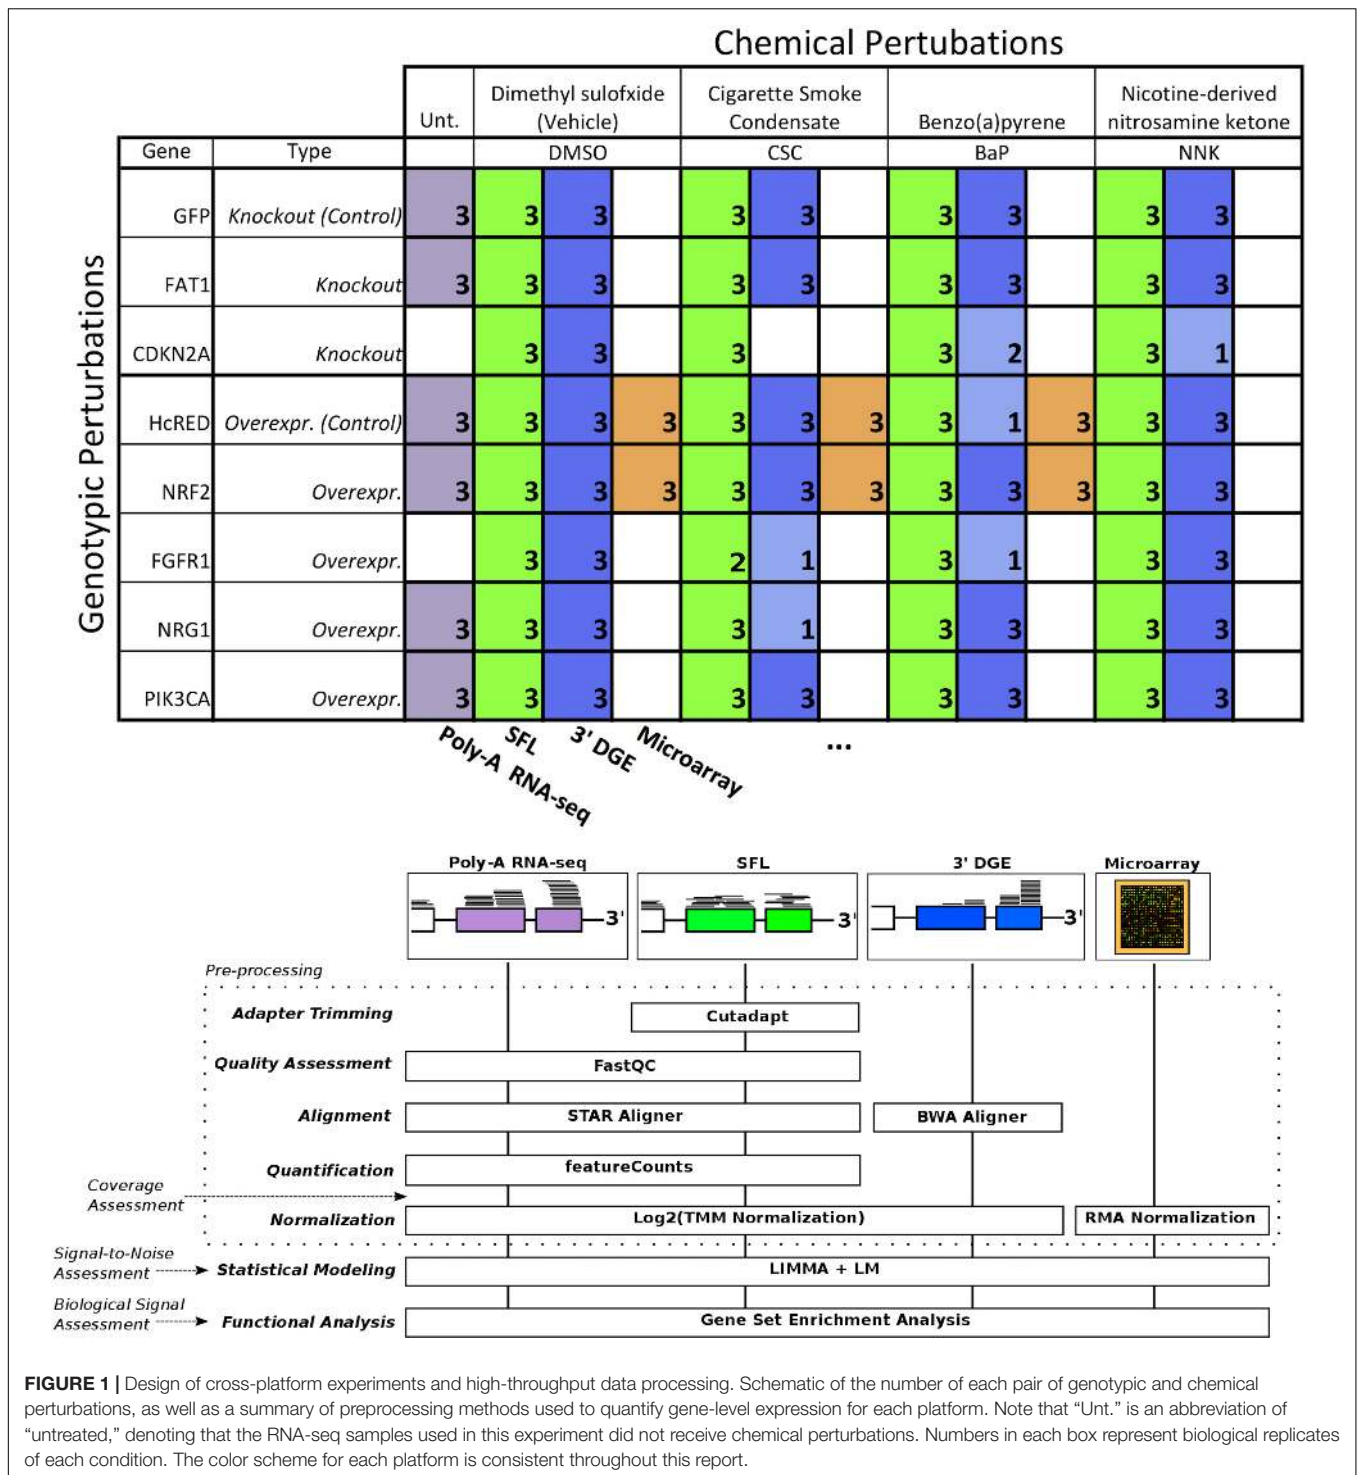 Chemical Pertubations
Unt.
Dimethyl sulofxide
(Vehicle)
Cigarette Smoke
Condensate
Benzo(a)pyrene
Nicotine-derived
nitrosamine ketone
Gene Type DMSO CSC BaP NNK
Genotypic Perturbations
GFP Knockout (Control) 3 3 3 3 3 3 3 3 3
FAT1 Knockout 3 3 3 3 3 3 3 3 3
CDKN2A Knockout 3 3 3 3 2 3 1
HcRED Overexpr. (Control) 3 3 3 3 3 3 3 3 1 3 3 3
NRF2 Overexpr. 3 3 3 3 3 3 3 3 3 3 3 3
FGFR1 Overexpr. 3 3 2 1 3 1 3 3
NRG1 Overexpr. 3 3 3 3 1 3 3 3 3
PIK3CA Overexpr. 3 3 3 3 3 3 3 3 3
Poly-A RNA-seq
SFL
3' DGE
Microarray
...
Poly-A RNA-seq SFL 3' DGE Microarray
3' 3' 3'
Pre-processing
Adapter Trimming Cutadapt
Quality Assessment FastQC
Alignment STAR Aligner BWA Aligner
Quantification featureCounts
Coverage
Assessment
Normalization Log2(TMM Normalization) RMA Normalization
Signal-to-Noise
Assessment
Statistical Modeling LIMMA + LM
Biological Signal
Assessment
Functional Analysis Gene Set Enrichment Analysis
FIGURE 1 | Design of cross-platform experiments and high-throughput data processing. Schematic of the number of each pair of genotypic and chemical
perturbations, as well as a summary of preprocessing methods used to quantify gene-level expression for each platform. Note that “Unt.” is an abbreviation of
“untreated,” denoting that the RNA-seq samples used in this experiment did not receive chemical perturbations. Numbers in each box represent biological replicates
of each condition. The color scheme for each platform is consistent throughout this report.